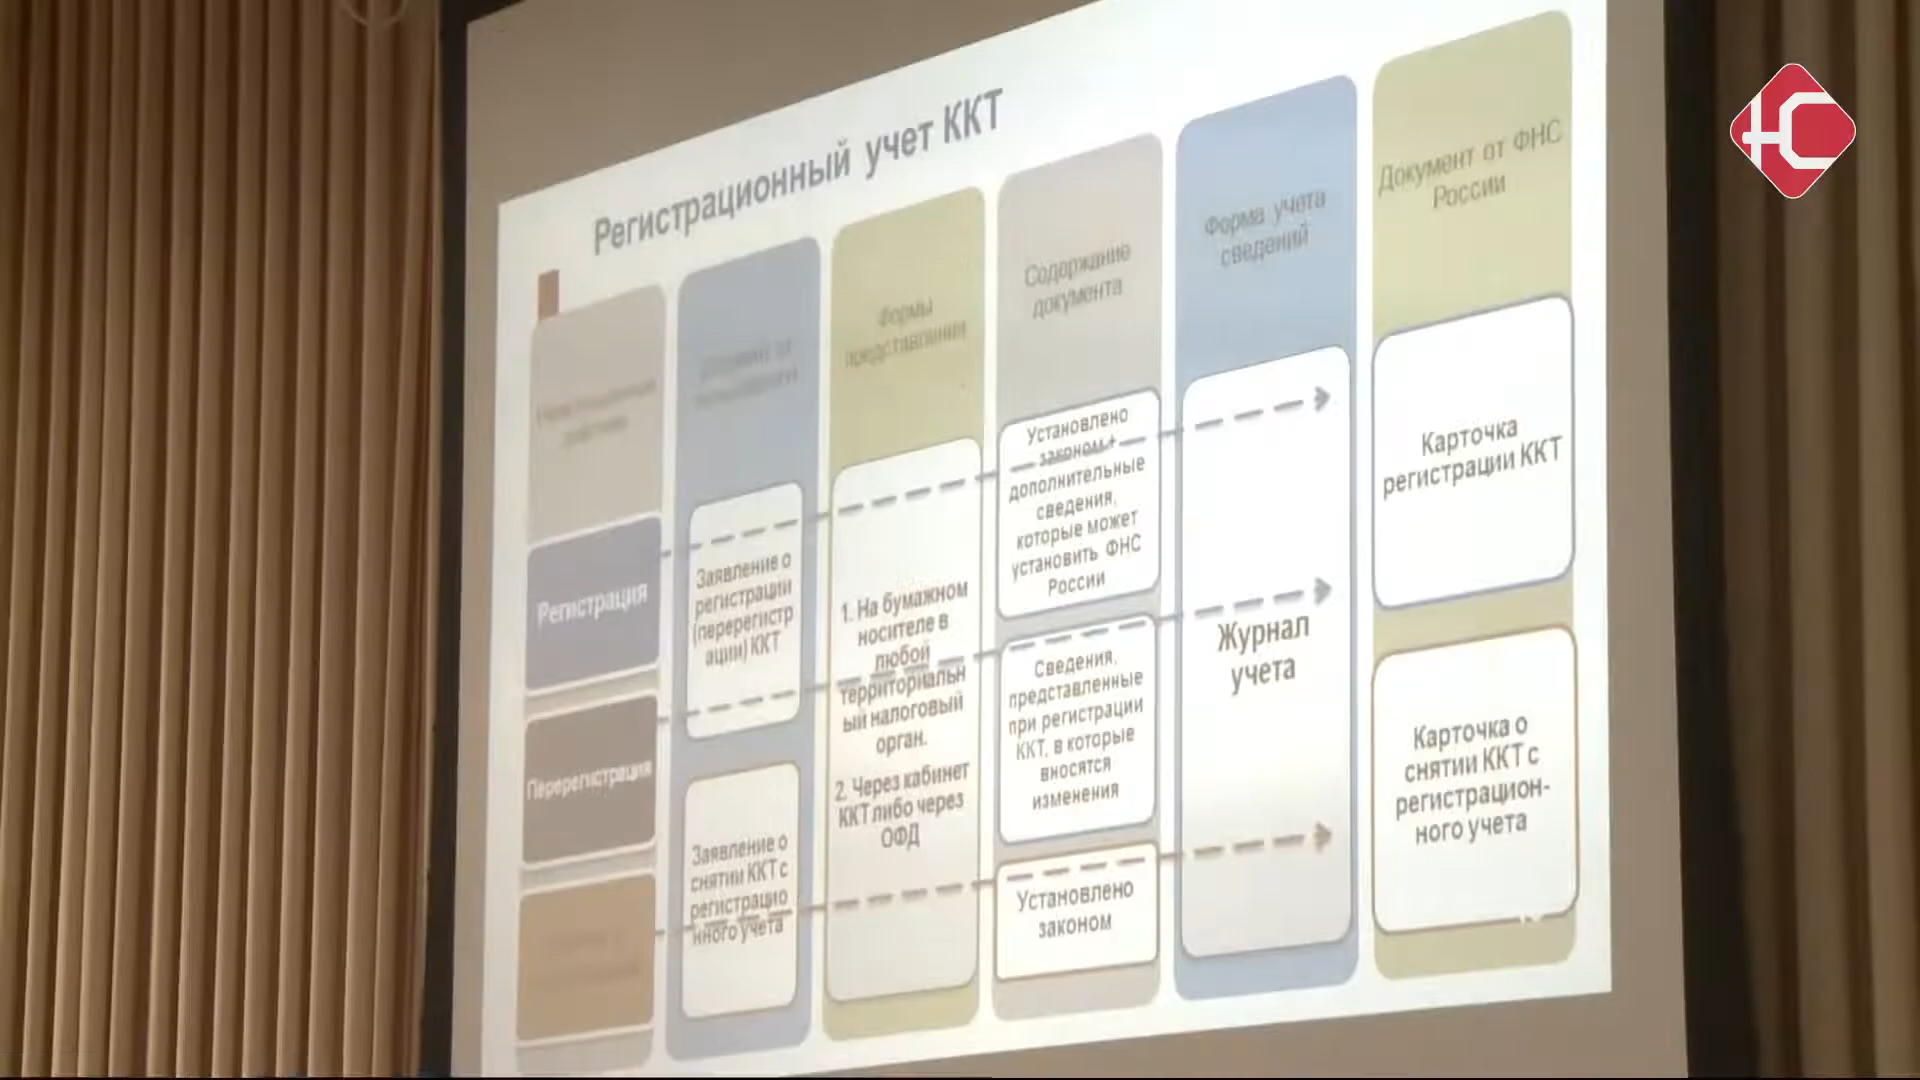 Регистрационный учет ККТ
Формы
представления
Содержание
документа
Форма учета
сведений
Документ от ФНС
России
Регистрация
Перерегистрация
Заявление о
регистрации
(перерегистр
ации) ККТ
Заявление о
снятии ККТ с
регистрацио
нного учета
1. На бумажном
носителе в
любой
территориальн
ый налоговый
орган.
2. Через кабинет
ККТ либо через
ОФД
Установлено
законом +
дополнительные
сведения,
которые может
установить ФНС
России
Сведения,
представленные
при регистрации
ККТ, в которые
вносятся
изменения
Установлено
законом
Журнал
учета
Карточка
регистрации ККТ
Карточка о
снятии ККТ с
регистрацион-
ного учета